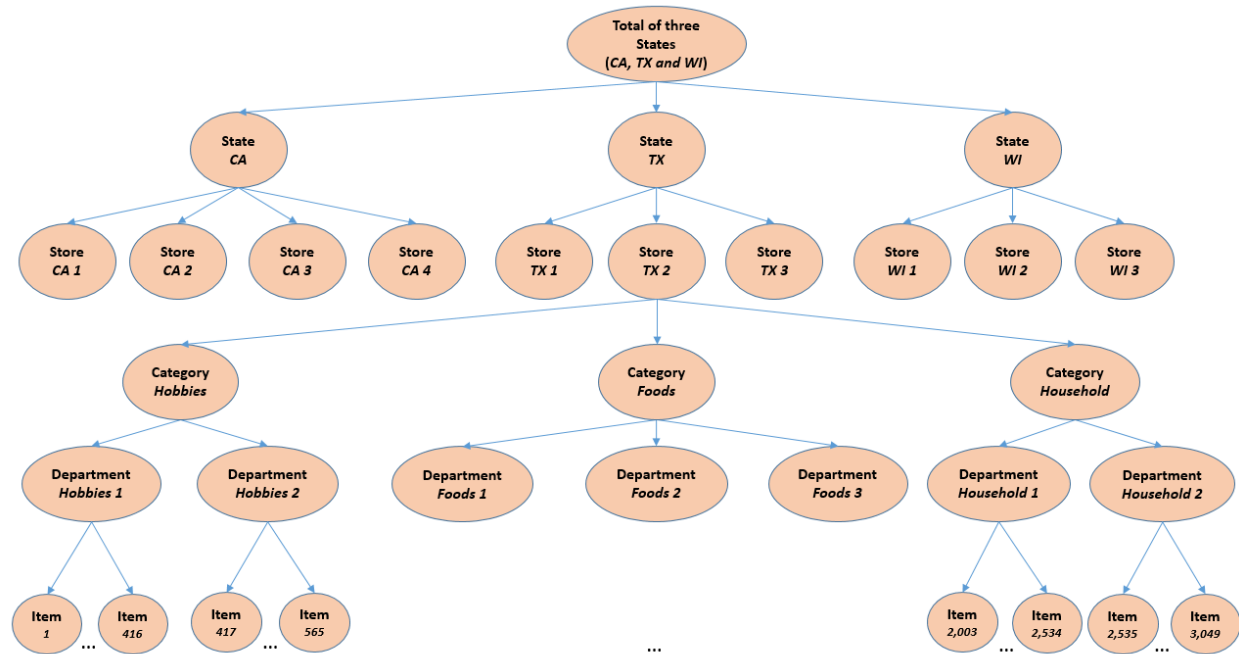 Total of three
States
(CA, TX and WI)
State
CA
State
TX
State
WI
Store
CA 1
Store
CA 2
Store
CA 3
Store
CA 4
Store
TX 1
Store
TX 2
Store
TX 3
Store
WI 1
Store
WI 2
Store
WI 3
Category
Hobbies
Category
Foods
Category
Household
Department
Hobbies 1
Department
Hobbies 2
Department
Foods 1
Department
Foods 2
Department
Foods 3
Department
Household 1
Department
Household 2
Item
1
...
Item
416
Item
417
...
Item
565
...
Item
2,003
...
Item
2,534
Item
2,535
...
Item
3,049